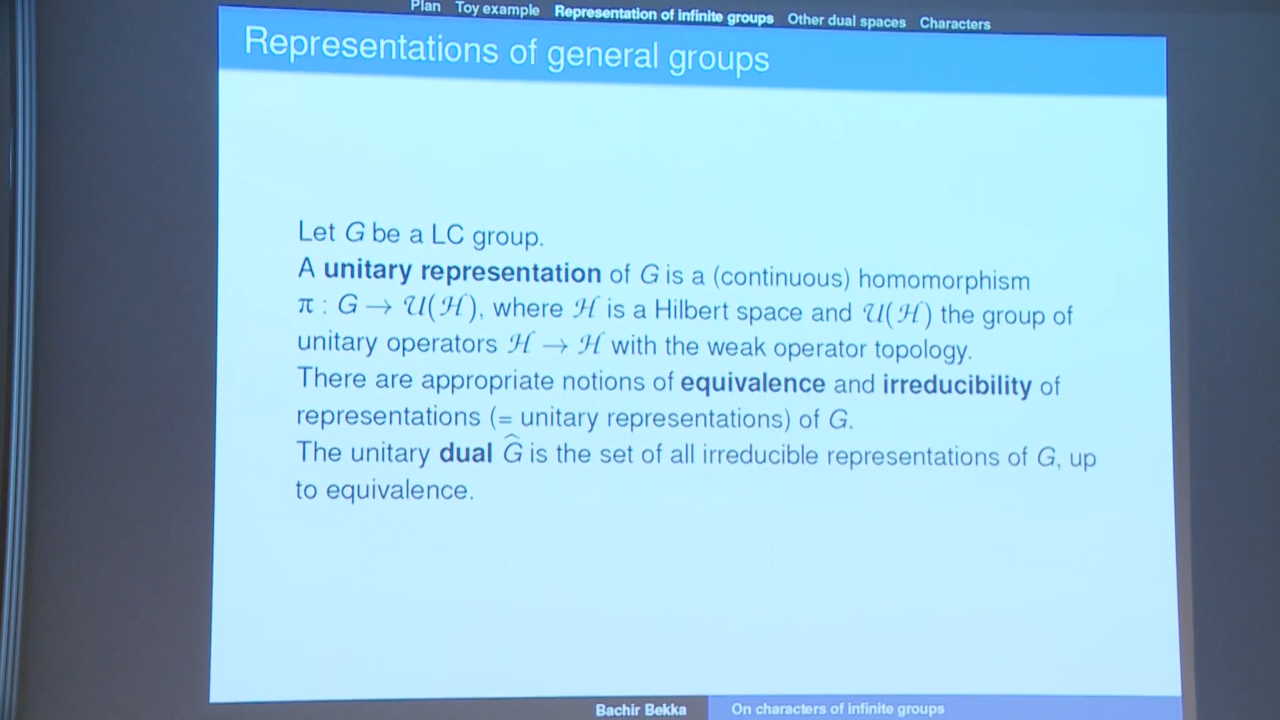 Plan Toy example Representation of infinite groups Other dual spaces Characters
Representations of general groups
Let G be a LC group.
A unitary representation of G is a (continuous) homomorphism
π : G → 𝒰(ℋ), where ℋ is a Hilbert space and 𝒰(ℋ) the group of
unitary operators ℋ → ℋ with the weak operator topology.
There are appropriate notions of equivalence and irreducibility of
representations (= unitary representations) of G.
The unitary dual Ĝ is the set of all irreducible representations of G, up
to equivalence.
Bachir Bekka On characters of infinite groups